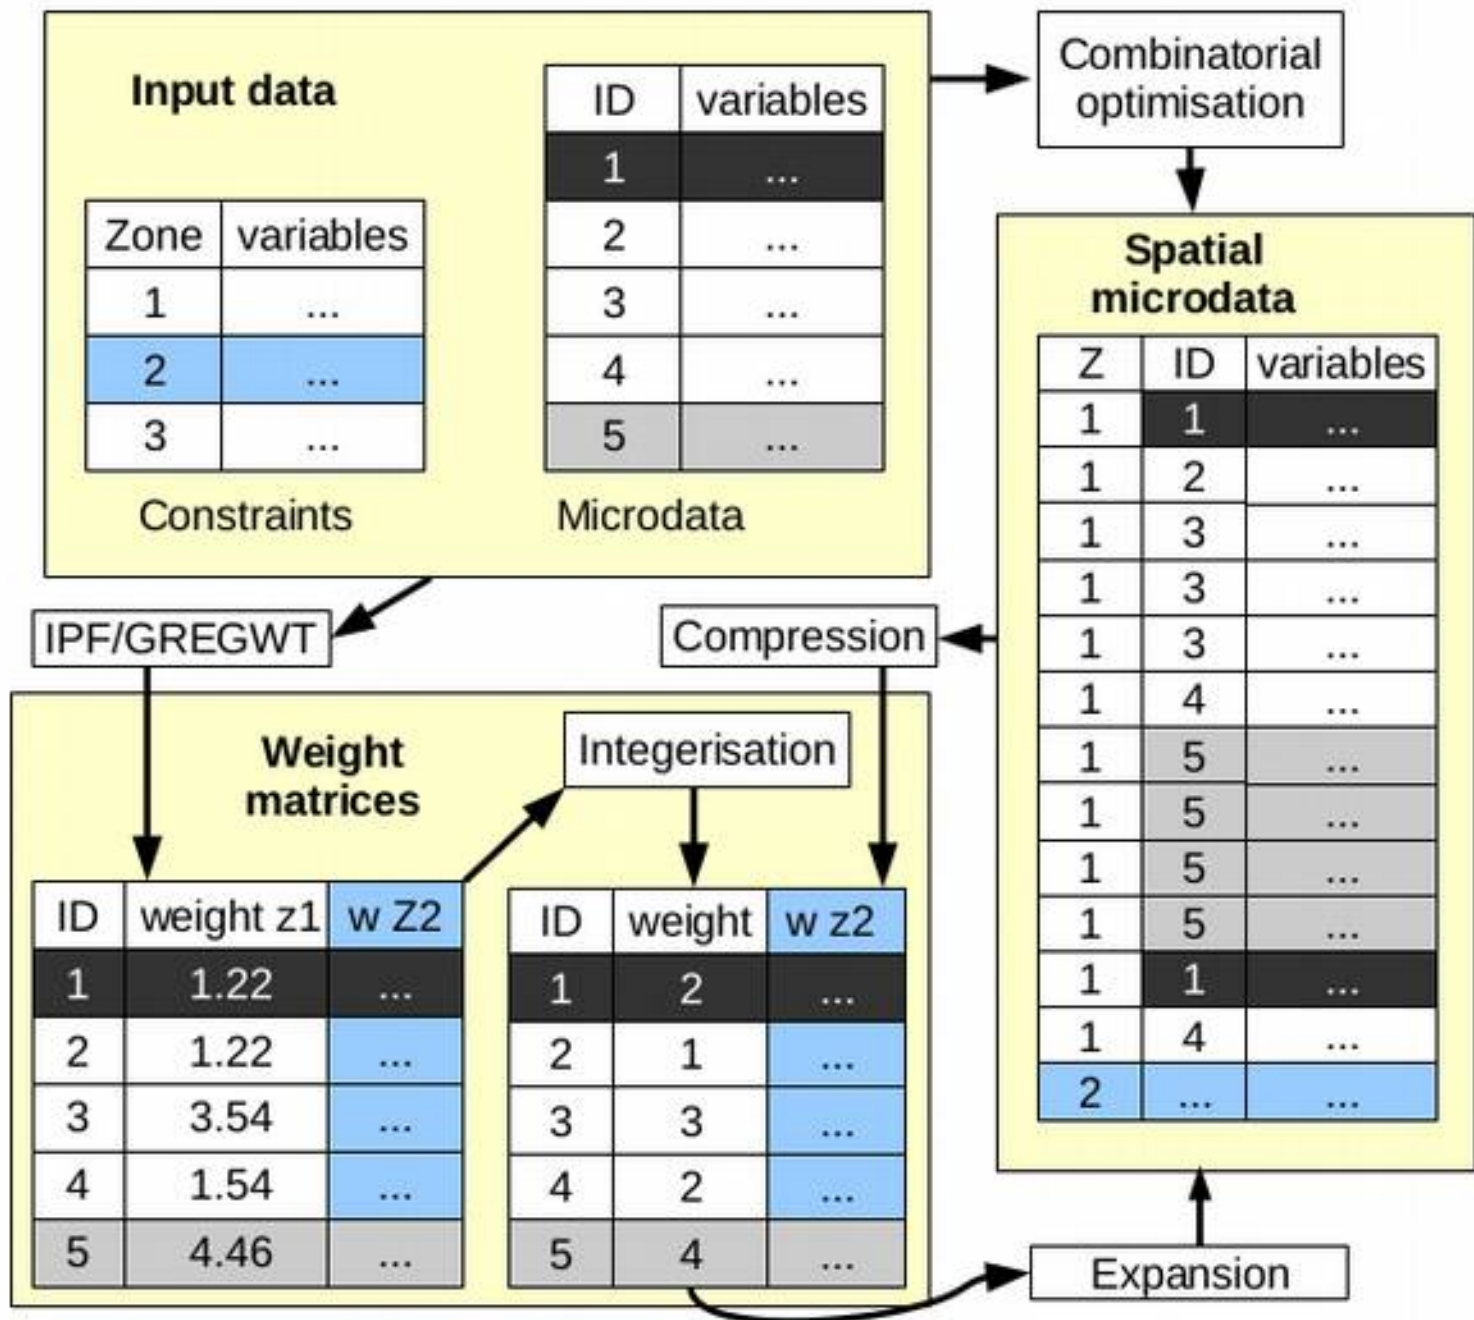 Input data
Zone variables
1 ...
2 ...
3 ...
Constraints
ID variables
1 ...
2 ...
3 ...
4 ...
5 ...
Microdata
Combinatorial
optimisation
Spatial
microdata
Z ID variables
1 1 ...
1 2 ...
1 3 ...
1 3 ...
1 3 ...
1 4 ...
1 5 ...
1 5 ...
1 5 ...
1 5 ...
1 1 ...
1 4 ...
2 ... ...
IPF/GREGWT
Compression
Weight
matrices
Integerisation
ID weight z1 w Z2
1 1.22 ...
2 1.22 ...
3 3.54 ...
4 1.54 ...
5 4.46 ...
ID weight w z2
1 2 ...
2 1 ...
3 3 ...
4 2 ...
5 4 ...
Expansion